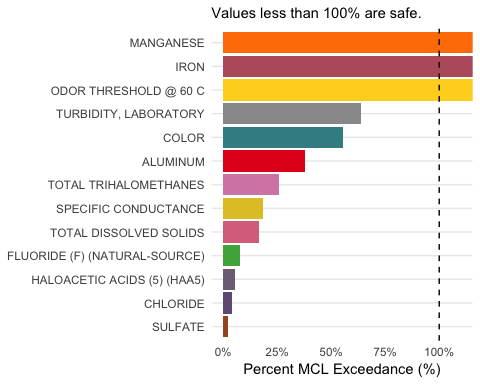 Values less than 100% are safe.
MANGANESE
IRON
ODOR THRESHOLD @ 60 C
TURBIDITY, LABORATORY
COLOR
ALUMINUM
TOTAL TRIHALOMETHANES
SPECIFIC CONDUCTANCE
TOTAL DISSOLVED SOLIDS
FLUORIDE (F) (NATURAL-SOURCE)
HALOACETIC ACIDS (5) (HAA5)
CHLORIDE
SULFATE
0% 25% 50% 75% 100%
Percent MCL Exceedance (%)